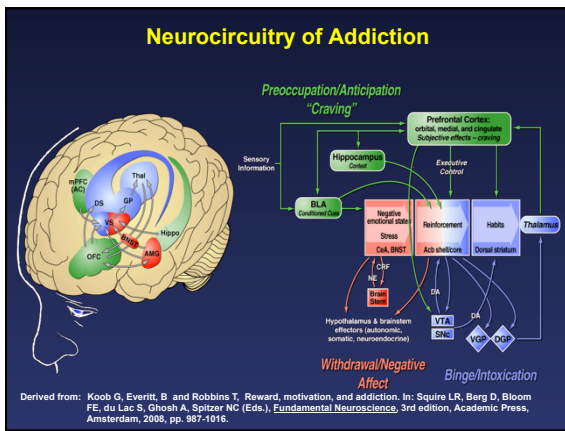 Neurocircuitry of Addiction
Preoccupation/Anticipation
"Craving"
Prefrontal Cortex:
orbital, medial, and cingulate
Subjective effects – craving
Sensory
Information
Hippocampus
Context
Executive
Control
BLA
Conditioned Cues
Negative
emotional state
Stress
CeA, BNST
Reinforcement
Acb shell/core
Habits
Dorsal striatum
Thalamus
CRF
NE
Brain
Stem
DA
VTA
SNc
DA
VGP
DGP
Hypothalamus & brainstem
effectors (autonomic,
somatic, neuroendocrine)
Withdrawal/Negative
Affect
Binge/Intoxication
mPFC
(AC)
Thal
DS
GP
VS
BNST
Hippo
OFC
AMG
Derived from: Koob G, Everitt, B and Robbins T, Reward, motivation, and addiction. In: Squire LR, Berg D, Bloom
FE, du Lac S, Ghosh A, Spitzer NC (Eds.), Fundamental Neuroscience, 3rd edition, Academic Press,
Amsterdam, 2008, pp. 987-1016.